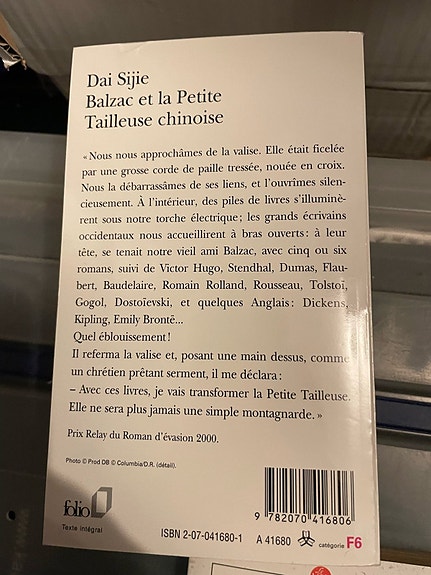 Dai Sijie
Balzac et la Petite
Tailleuse chinoise
« Nous nous approchâmes de la valise. Elle était ficelée
par une grosse corde de paille tressée, nouée en croix.
Nous la débarrassâmes de ses liens, et l'ouvrîmes silen-
cieusement. À l'intérieur, des piles de livres s'illuminè-
rent sous notre torche électrique ; les grands écrivains
occidentaux nous accueillirent à bras ouverts : à leur
tête, se tenait notre vieil ami Balzac, avec cinq ou six
romans, suivi de Victor Hugo, Stendhal, Dumas, Flau-
bert, Baudelaire, Romain Rolland, Rousseau, Tolstoï,
Gogol, Dostoïevski, et quelques Anglais : Dickens,
Kipling, Emily Brontë...
Quel éblouissement !
Il referma la valise et, posant une main dessus, comme
un chrétien prêtant serment, il me déclara :
– Avec ces livres, je vais transformer la Petite Tailleuse.
Elle ne sera plus jamais une simple montagnarde. »
Prix Relay du Roman d'évasion 2000.
Photo © Prod DB © Columbia/D.R. (détail).
9 782070 416806
folio
Texte intégral
ISBN 2-07-041680-1 A 41680 catégorie F6